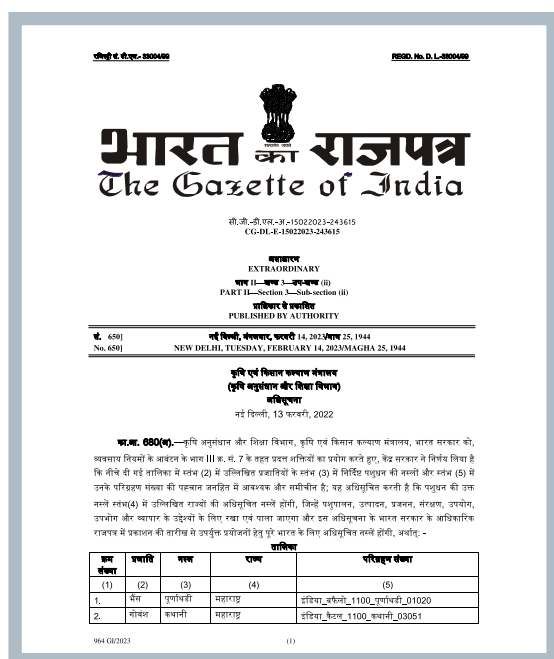 रजिस्ट्री सं. डी.एल.- 33004/99
REGD. No. D. L.-33004/99
सत्यमेव जयते
भारत का राजपत्र
The Gazette of India
सी.जी.-डी.एल.-अ.-15022023-243615
CG-DL-E-15022023-243615
असाधारण
EXTRAORDINARY
भाग II—खण्ड 3—उप-खण्ड (ii)
PART II—Section 3—Sub-section (ii)
प्राधिकार से प्रकाशित
PUBLISHED BY AUTHORITY
सं. 650] नई दिल्ली, मंगलवार, फरवरी 14, 2023/माघ 25, 1944
No. 650] NEW DELHI, TUESDAY, FEBRUARY 14, 2023/MAGHA 25, 1944
कृषि एवं किसान कल्याण मंत्रालय
(कृषि अनुसंधान और शिक्षा विभाग)
अधिसूचना
नई दिल्ली, 13 फरवरी, 2022
का.आ. 680(अ).—कृषि अनुसंधान और शिक्षा विभाग, कृषि एवं किसान कल्याण मंत्रालय, भारत सरकार को,
व्यवसाय नियमों के आवंटन के भाग III क्र. सं. 7 के तहत प्रदत्त शक्तियों का प्रयोग करते हुए, केंद्र सरकार ने निर्णय लिया है
कि नीचे दी गई तालिका में स्तंभ (2) में उल्लिखित प्रजातियों के स्तंभ (3) में निर्दिष्ट पशुधन की नस्लों और स्तंभ (5) में
उनके परिग्रहण संख्या की पहचान जनहित में आवश्यक और समीचीन है; यह अधिसूचित करती है कि पशुधन की उक्त
नस्लें स्तंभ(4) में उल्लिखित राज्यों की अधिसूचित नस्लें होंगी, जिन्हें पशुपालन, उत्पादन, प्रजनन, संरक्षण, उपयोग,
उपभोग और व्यापार के उद्देश्यों के लिए रखा एवं पाला जाएगा और इस अधिसूचना के भारत सरकार के आधिकारिक
राजपत्र में प्रकाशन की तारीख से उपर्युक्त प्रयोजनों हेतु पूरे भारत के लिए अधिसूचित नस्लें होंगी, अर्थात्: -
तालिका
क्रम संख्या प्रजाति नस्ल राज्य परिग्रहण संख्या
(1) (2) (3) (4) (5)
1. भैंस पूर्णाथडी महाराष्ट्र इंडिया_बफैलो_1100_पूर्णाथडी_01020
2. गोवंश कथानी महाराष्ट्र इंडिया_कैटल_1100_कथानी_03051
964 GI/2023 (1)